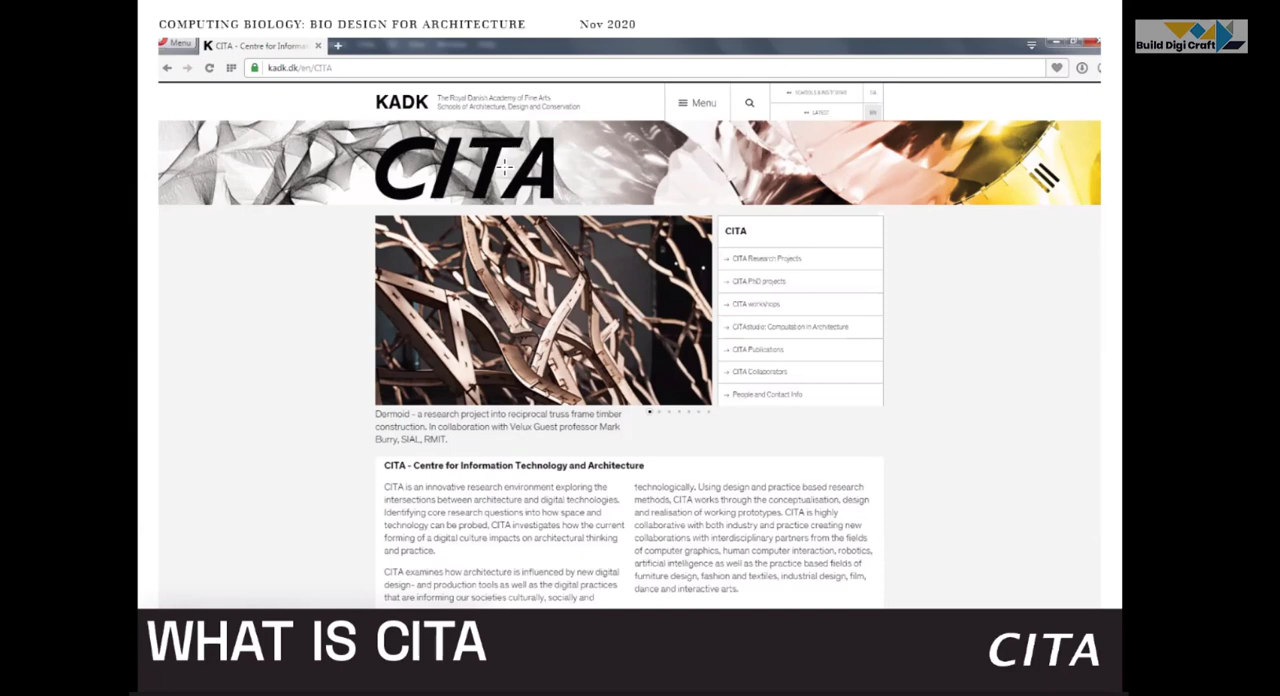 COMPUTING BIOLOGY: BIO DESIGN FOR ARCHITECTURE Nov 2020
Build Digi Craft
Menu K CITA - Centre for Informat
kadk.dk/en/CITA
KADK The Royal Danish Academy of Fine Arts
Schools of Architecture, Design and Conservation
Menu
LATEST
EN
CITA
CITA
CITA Research Projects
CITA PhD projects
CITA workshops
CITAstudio: Computation in Architecture
CITA Publications
CITA Collaborators
People and Contact Info
Dermoid - a research project into reciprocal truss frame timber
construction. In collaboration with Velux Guest professor Mark
Burry, SIAL, RMIT.
CITA - Centre for Information Technology and Architecture
CITA is an innovative research environment exploring the
intersections between architecture and digital technologies.
Identifying core research questions into how space and
technology can be probed, CITA investigates how the current
forming of a digital culture impacts on architectural thinking
and practice.
CITA examines how architecture is influenced by new digital
design- and production tools as well as the digital practices
that are informing our societies culturally, socially and
technologically. Using design and practice based research
methods, CITA works through the conceptualisation, design
and realisation of working prototypes. CITA is highly
collaborative with both industry and practice creating new
collaborations with interdisciplinary partners from the fields
of computer graphics, human computer interaction, robotics,
artificial intelligence as well as the practice based fields of
furniture design, fashion and textiles, industrial design, film,
dance and interactive arts.
WHAT IS CITA
CITA